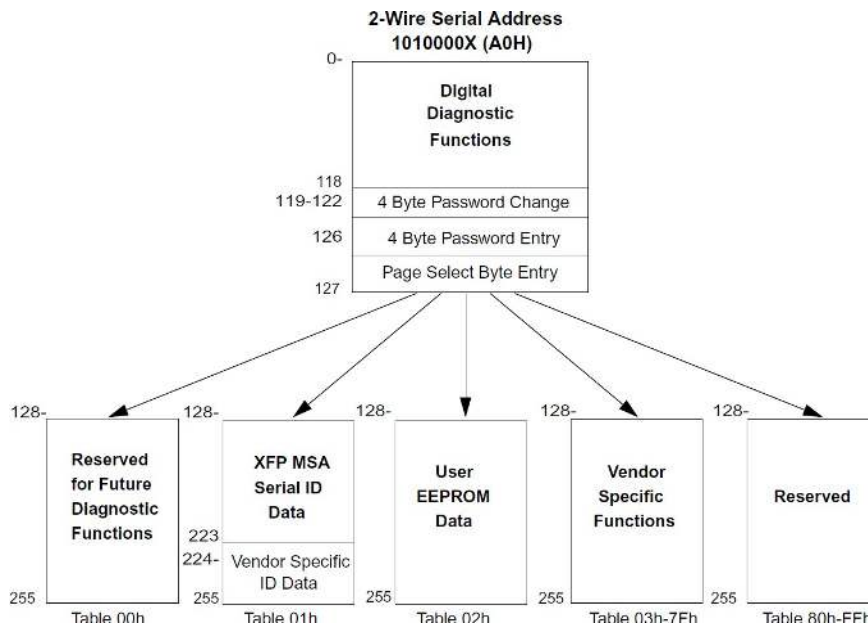 2-Wire Serial Address
1010000X (A0H)
0-
Digital
Diagnostic
Functions
118
119-122
4 Byte Password Change
126
4 Byte Password Entry
Page Select Byte Entry
127
128-
128-
128-
128-
128-
Reserved
for Future
Diagnostic
Functions
XFP MSA
Serial ID
Data
User
EEPROM
Data
Vendor
Specific
Functions
Reserved
223
224-
Vendor Specific
ID Data
255
255
255
255
255
Table 00h
Table 01h
Table 02h
Table 03h-7Fh
Table 80h-FFh